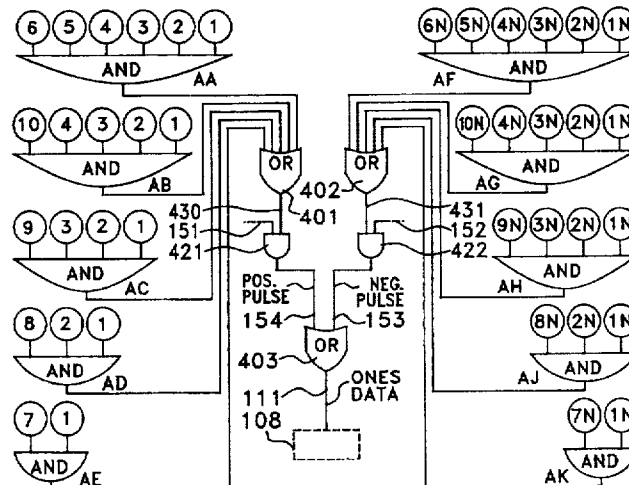 6 5 4 3 2 1
AND
AA
6N 5N 4N 3N 2N 1N
AND
AF
10 4 3 2 1
AND
AB
OR
401
OR
402
10N 4N 3N 2N 1N
AND
AG
9 3 2 1
AND
AC
430
151
421
431
152
422
9N 3N 2N 1N
AND
AH
POS. PULSE
154
NEG. PULSE
153
8 2 1
AND
AD
OR
403
8N 2N 1N
AND
AJ
111
ONES DATA
108
7 1
AND
AE
7N 1N
AND
AK